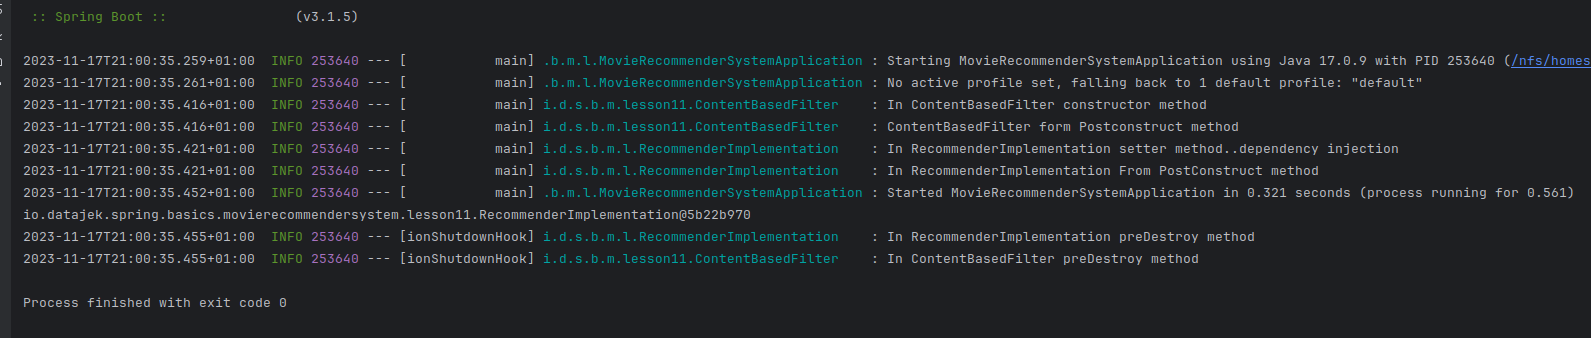 :: Spring Boot :: (v3.1.5)
2023-11-17T21:00:35.259+01:00 INFO 253640 --- [ main] .b.m.l.MovieRecommenderSystemApplication : Starting MovieRecommenderSystemApplication using Java 17.0.9 with PID 253640 (/nfs/homes
2023-11-17T21:00:35.261+01:00 INFO 253640 --- [ main] .b.m.l.MovieRecommenderSystemApplication : No active profile set, falling back to 1 default profile: "default"
2023-11-17T21:00:35.416+01:00 INFO 253640 --- [ main] i.d.s.b.m.lesson11.ContentBasedFilter : In ContentBasedFilter constructor method
2023-11-17T21:00:35.416+01:00 INFO 253640 --- [ main] i.d.s.b.m.lesson11.ContentBasedFilter : ContentBasedFilter form Postconstruct method
2023-11-17T21:00:35.421+01:00 INFO 253640 --- [ main] i.d.s.b.m.l.RecommenderImplementation : In RecommenderImplementation setter method..dependency injection
2023-11-17T21:00:35.421+01:00 INFO 253640 --- [ main] i.d.s.b.m.l.RecommenderImplementation : In RecommenderImplementation From PostConstruct method
2023-11-17T21:00:35.452+01:00 INFO 253640 --- [ main] .b.m.l.MovieRecommenderSystemApplication : Started MovieRecommenderSystemApplication in 0.321 seconds (process running for 0.561)
io.datajek.spring.basics.movierecommendersystem.lesson11.RecommenderImplementation@5b22b970
2023-11-17T21:00:35.455+01:00 INFO 253640 --- [ionShutdownHook] i.d.s.b.m.l.RecommenderImplementation : In RecommenderImplementation preDestroy method
2023-11-17T21:00:35.455+01:00 INFO 253640 --- [ionShutdownHook] i.d.s.b.m.lesson11.ContentBasedFilter : In ContentBasedFilter preDestroy method
Process finished with exit code 0